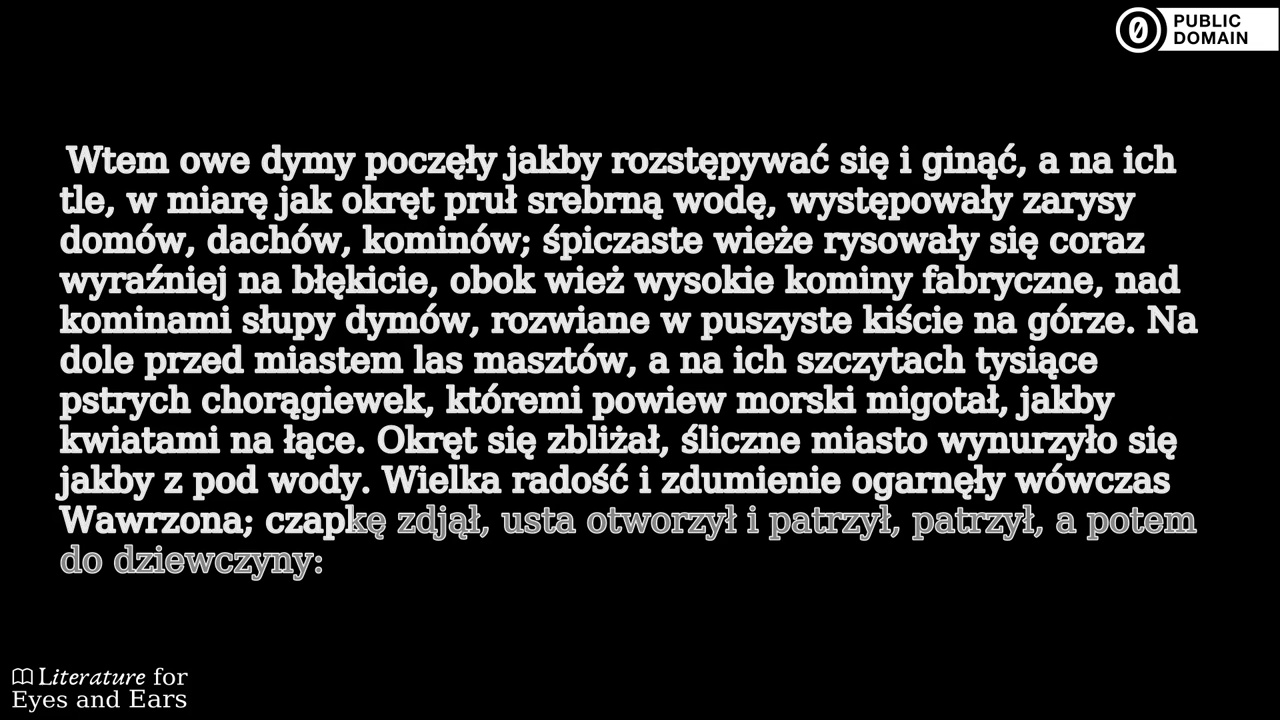 PUBLIC
DOMAIN
Wtem owe dymy poczęły jakby rozstępywać się i ginąć, a na ich
tle, w miarę jak okręt pruł srebrną wodę, występowały zarysy
domów, dachów, kominów; śpiczaste wieże rysowały się coraz
wyraźniej na błękicie, obok wież wysokie kominy fabryczne, nad
kominami słupy dymów, rozwiane w puszyste kiście na górze. Na
dole przed miastem las masztów, a na ich szczytach tysiące
pstrych chorągiewek, któremi powiew morski migotał, jakby
kwiatami na łące. Okręt się zbliżał, śliczne miasto wynurzyło się
jakby z pod wody. Wielka radość i zdumienie ogarnęły wówczas
Wawrzona; czapkę zdjął, usta otworzył i patrzył, patrzył, a potem
do dziewczyny:
Literature for
Eyes and Ears